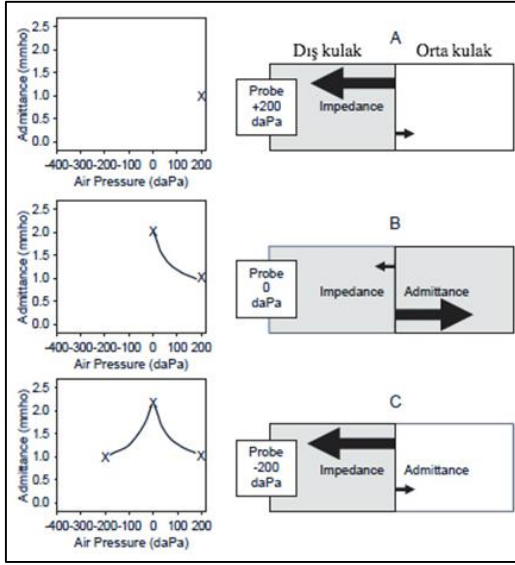 A
Dış kulak Orta kulak
Admittance (mmho)
2.5
2.0
1.5
1.0
0.5
0.0
X
-400-300-200-100 0 100 200
Air Pressure (daPa)
Probe
+200
daPa
Impedance
B
Admittance (mmho)
2.5
2.0
1.5
1.0
0.5
0.0
X
X
-400-300-200-100 0 100 200
Air Pressure (daPa)
Probe
0
daPa
Impedance Admittance
C
Admittance (mmho)
2.5
2.0
1.5
1.0
0.5
0.0
X
X X
-400-300-200-100 0 100 200
Air Pressure (daPa)
Probe
-200
daPa
Impedance Admittance